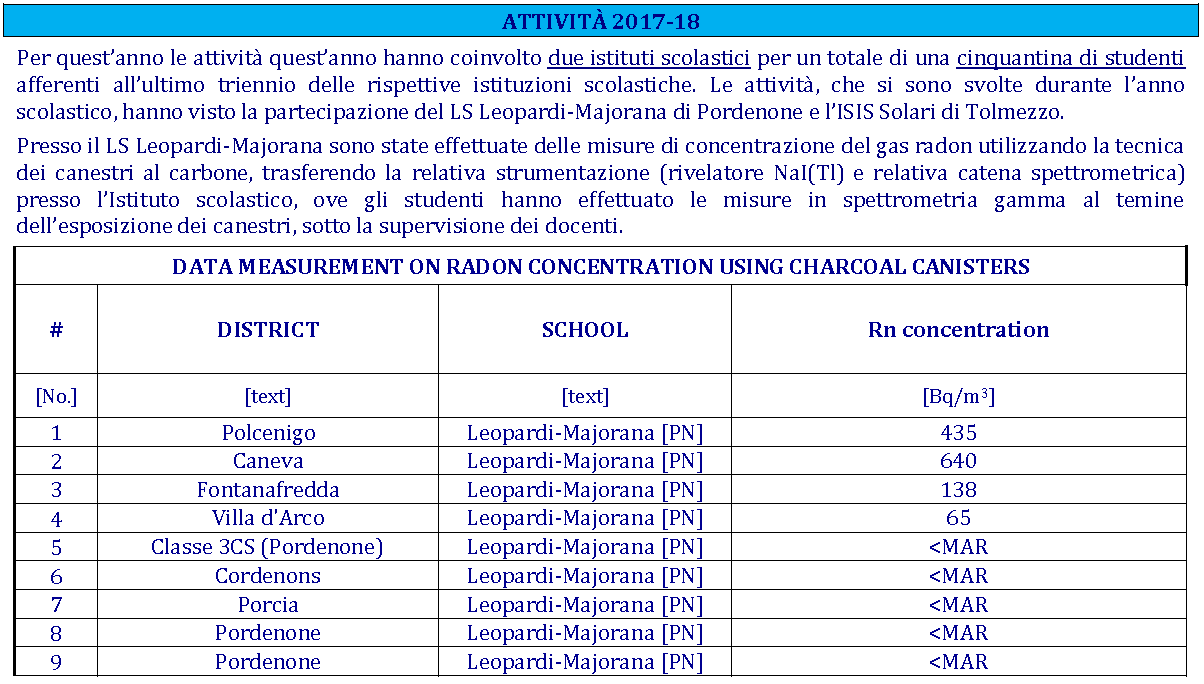 ATTIVITÀ 2017-18
Per quest’anno le attività quest’anno hanno coinvolto due istituti scolastici per un totale di una cinquantina di studenti
afferenti all’ultimo triennio delle rispettive istituzioni scolastiche. Le attività, che si sono svolte durante l’anno
scolastico, hanno visto la partecipazione del LS Leopardi-Majorana di Pordenone e l’ISIS Solari di Tolmezzo.
Presso il LS Leopardi-Majorana sono state effettuate delle misure di concentrazione del gas radon utilizzando la tecnica
dei canestri al carbone, trasferendo la relativa strumentazione (rivelatore NaI(Tl) e relativa catena spettrometrica)
presso l’Istituto scolastico, ove gli studenti hanno effettuato le misure in spettrometria gamma al temine
dell’esposizione dei canestri, sotto la supervisione dei docenti.
DATA MEASUREMENT ON RADON CONCENTRATION USING CHARCOAL CANISTERS
# DISTRICT SCHOOL Rn concentration
[No.] [text] [text] [Bq/m³]
1 Polcenigo Leopardi-Majorana [PN] 435
2 Caneva Leopardi-Majorana [PN] 640
3 Fontanafredda Leopardi-Majorana [PN] 138
4 Villa d'Arco Leopardi-Majorana [PN] 65
5 Classe 3CS (Pordenone) Leopardi-Majorana [PN] <MAR
6 Cordenons Leopardi-Majorana [PN] <MAR
7 Porcia Leopardi-Majorana [PN] <MAR
8 Pordenone Leopardi-Majorana [PN] <MAR
9 Pordenone Leopardi-Majorana [PN] <MAR